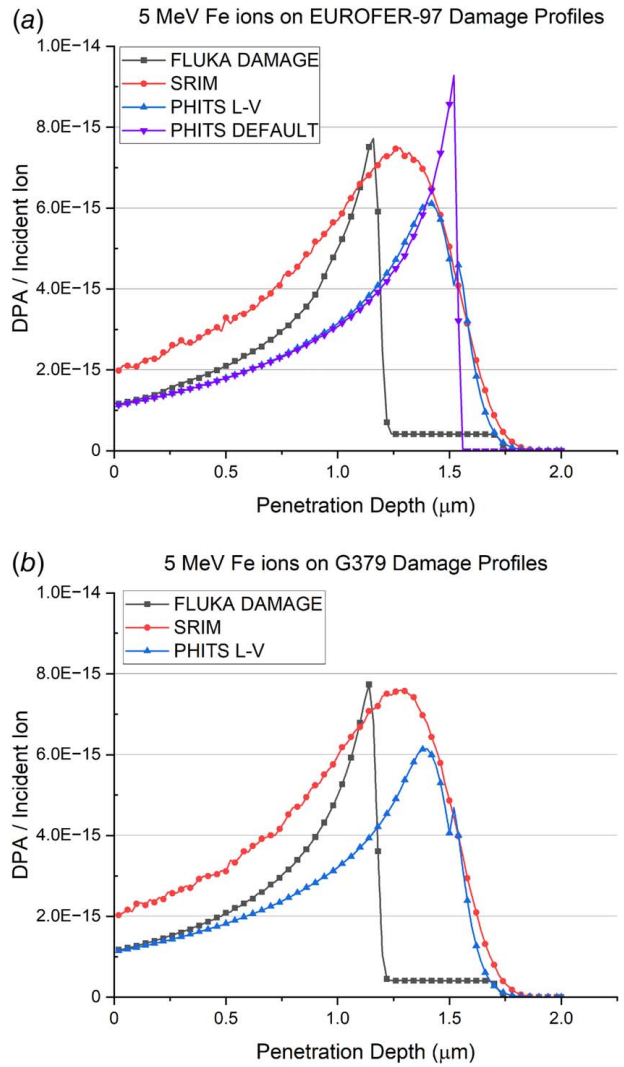 (a)
5 MeV Fe ions on EUROFER-97 Damage Profiles
1.0E−14
FLUKA DAMAGE
SRIM
PHITS L-V
PHITS DEFAULT
8.0E−15
6.0E−15
4.0E−15
2.0E−15
0
DPA / Incident Ion
0 0.5 1.0 1.5 2.0
Penetration Depth (μm)
(b)
5 MeV Fe ions on G379 Damage Profiles
1.0E−14
FLUKA DAMAGE
SRIM
PHITS L-V
8.0E−15
6.0E−15
4.0E−15
2.0E−15
0
DPA / Incident Ion
0 0.5 1.0 1.5 2.0
Penetration Depth (μm)